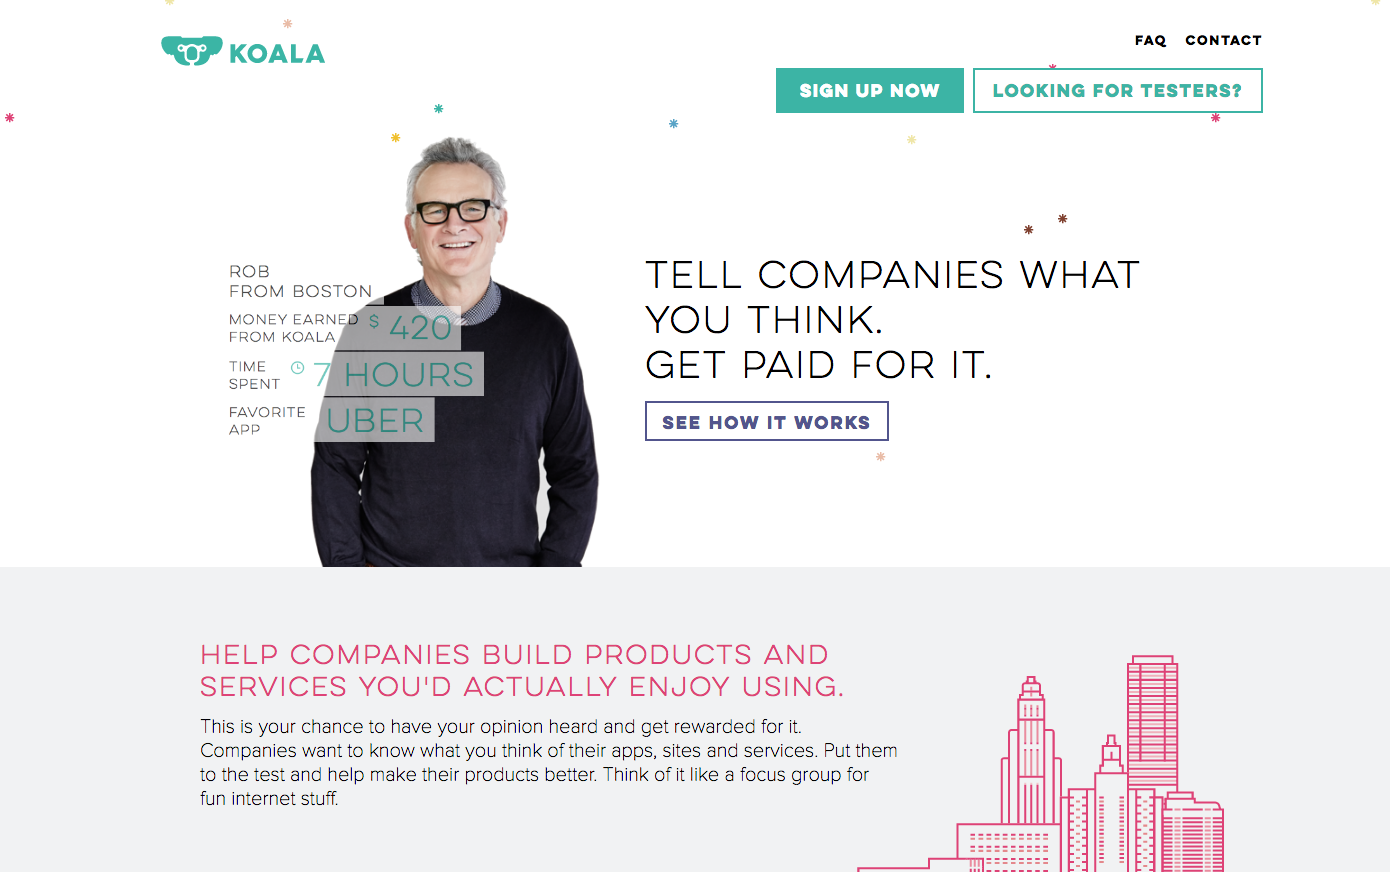 KOALA
FAQ CONTACT
SIGN UP NOW LOOKING FOR TESTERS?
ROB
FROM BOSTON
MONEY EARNED
FROM KOALA
$ 420
TIME
SPENT
7 HOURS
FAVORITE
APP
UBER
TELL COMPANIES WHAT
YOU THINK.
GET PAID FOR IT.
SEE HOW IT WORKS
HELP COMPANIES BUILD PRODUCTS AND
SERVICES YOU'D ACTUALLY ENJOY USING.
This is your chance to have your opinion heard and get rewarded for it.
Companies want to know what you think of their apps, sites and services. Put them
to the test and help make their products better. Think of it like a focus group for
fun internet stuff.